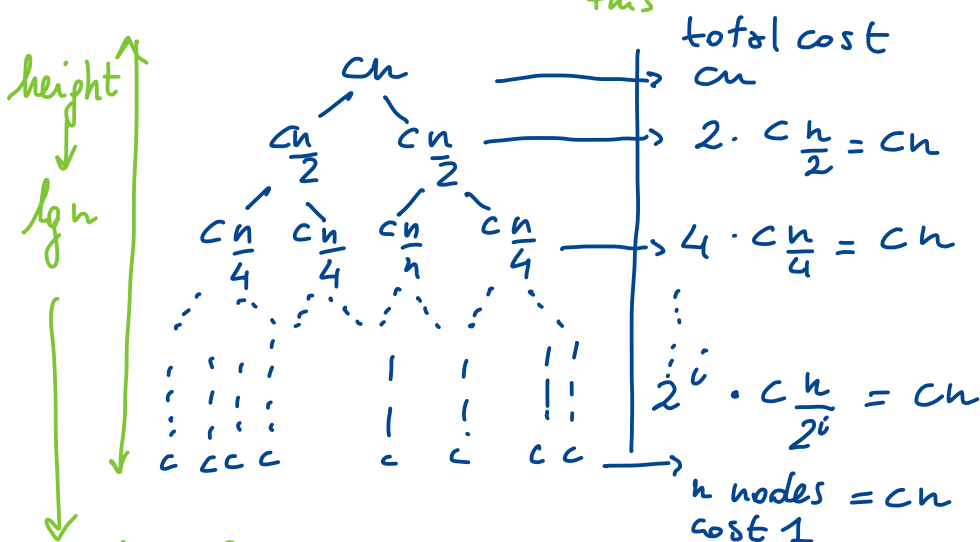 this
total cost
height
cn
cn
cn/2
cn/2
2 · cn/2 = cn
lg n
cn/4
cn/4
cn/n
cn/4
4 · cn/4 = cn
2^i · cn/2^i = cn
c
c
c
c
c
c
c
c
n nodes = cn
cost 1